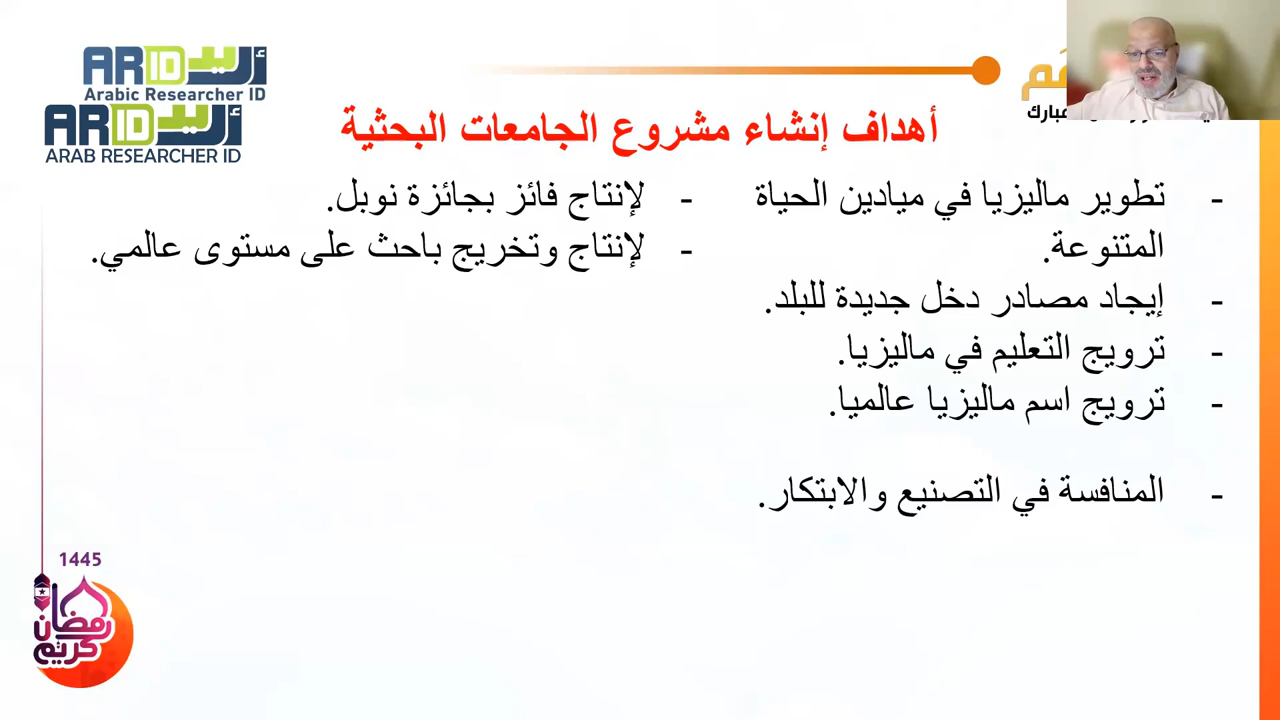 أريد
ARID
Arabic Researcher ID
أريد
ARID
ARAB RESEARCHER ID
أهداف إنشاء مشروع الجامعات البحثية
- تطوير ماليزيا في ميادين الحياة
المتنوعة.
- إيجاد مصادر دخل جديدة للبلد.
- ترويج التعليم في ماليزيا.
- ترويج اسم ماليزيا عالميا.
- المنافسة في التصنيع والابتكار.
- لإنتاج فائز بجائزة نوبل.
- لإنتاج وتخريج باحث على مستوى عالمي.
1445
رمضان
كريم